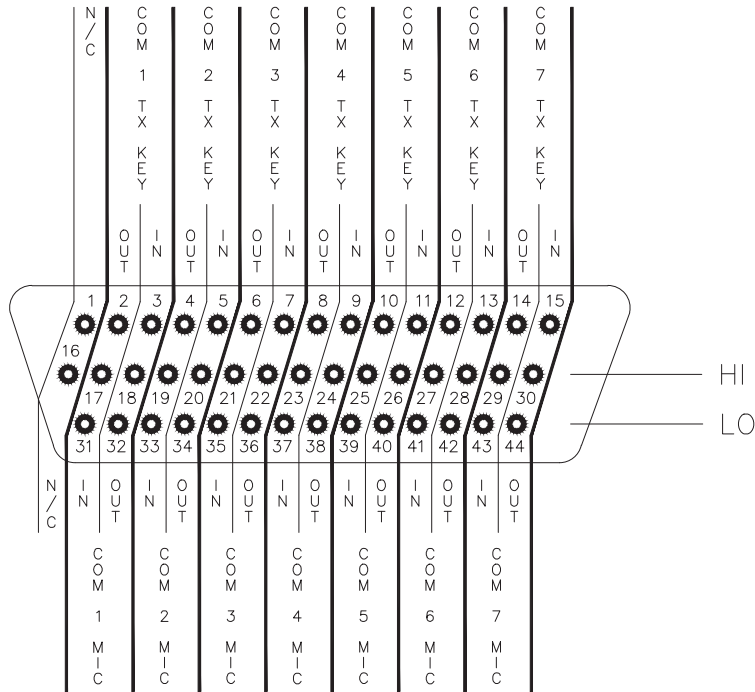 N/C
COM 1 TX KEY
COM 2 TX KEY
COM 3 TX KEY
COM 4 TX KEY
COM 5 TX KEY
COM 6 TX KEY
COM 7 TX KEY
OUT IN OUT IN OUT IN OUT IN OUT IN OUT IN OUT IN
1 2 3 4 5 6 7 8 9 10 11 12 13 14 15
16
HI
17 18 19 20 21 22 23 24 25 26 27 28 29 30
LO
31 32 33 34 35 36 37 38 39 40 41 42 43 44
N/C
IN OUT IN OUT IN OUT IN OUT IN OUT IN OUT IN OUT
COM 1 MIC
COM 2 MIC
COM 3 MIC
COM 4 MIC
COM 5 MIC
COM 6 MIC
COM 7 MIC